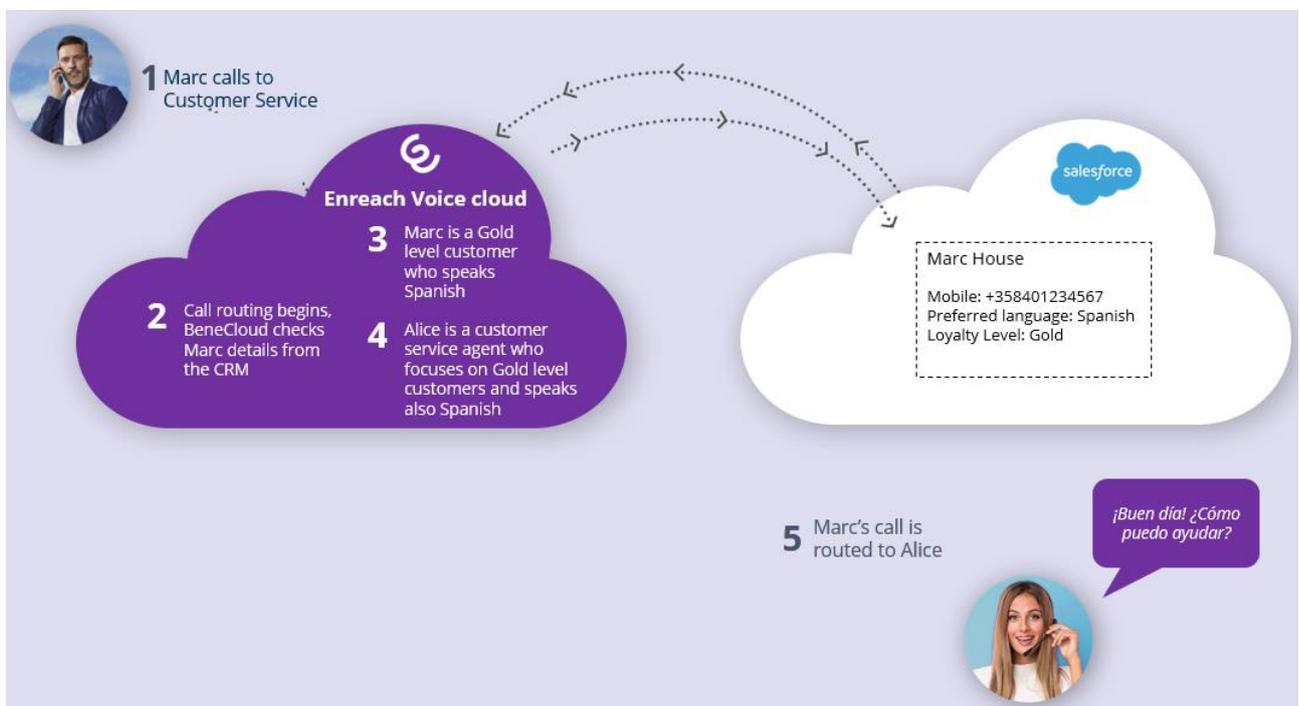 1 Marc calls to
Customer Service
Enreach Voice cloud
2 Call routing begins,
BeneCloud checks
Marc details from
the CRM
3 Marc is a Gold
level customer
who speaks
Spanish
4 Alice is a customer
service agent who
focuses on Gold level
customers and speaks
also Spanish
salesforce
Marc House
Mobile: +358401234567
Preferred language: Spanish
Loyalty Level: Gold
5 Marc’s call is
routed to Alice
¡Buen día! ¿Cómo
puedo ayudar?